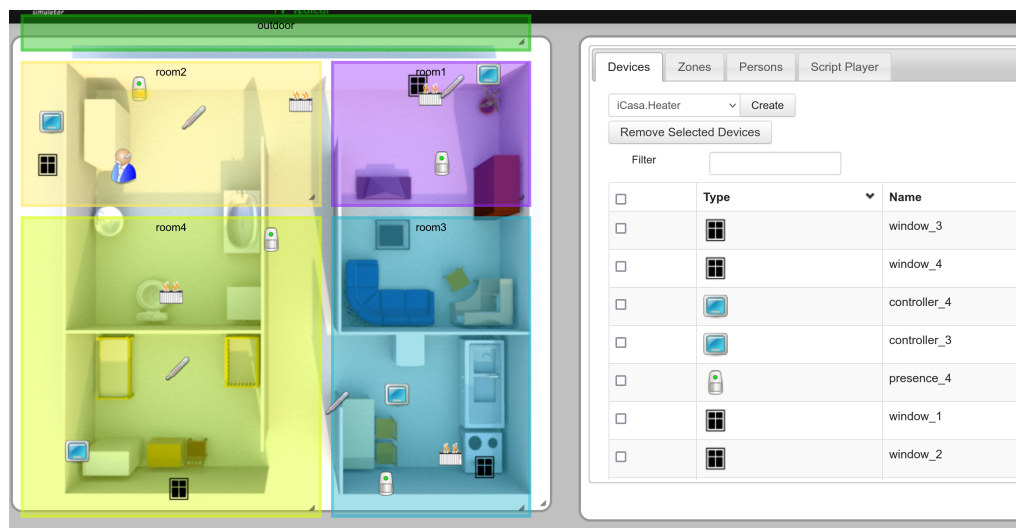 simulator
outdoor
room2
room1
room4
room3
Devices
Zones
Persons
Script Player
iCasa.Heater
Create
Remove Selected Devices
Filter
Type
Name
window_3
window_4
controller_4
controller_3
presence_4
window_1
window_2